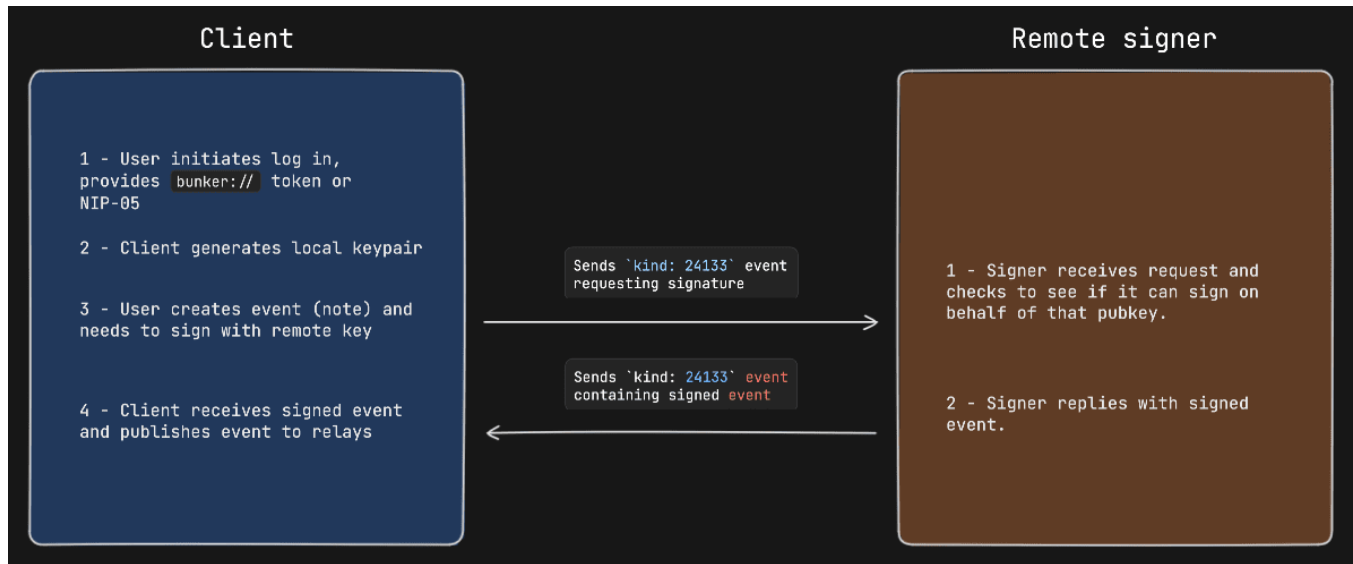 Client
Remote signer
1 - User initiates log in,
provides bunker:// token or
NIP-05
2 - Client generates local keypair
3 - User creates event (note) and
needs to sign with remote key
4 - Client receives signed event
and publishes event to relays
Sends `kind: 24133` event
requesting signature
Sends `kind: 24133` event
containing signed event
1 - Signer receives request and
checks to see if it can sign on
behalf of that pubkey.
2 - Signer replies with signed
event.